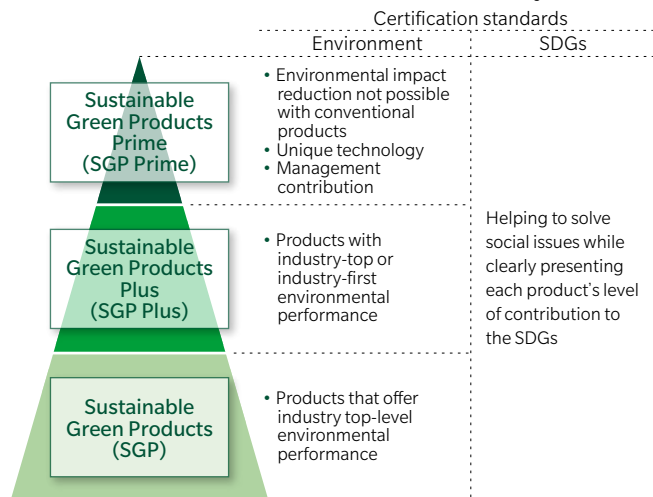 Certification standards
Environment
SDGs
Sustainable
Green Products
Prime
(SGP Prime)
• Environmental impact
reduction not possible
with conventional
products
• Unique technology
• Management
contribution
Sustainable
Green Products
Plus
(SGP Plus)
• Products with
industry-top or
industry-first
environmental
performance
Sustainable
Green Products
(SGP)
• Products that offer
industry top-level
environmental
performance
Helping to solve
social issues while
clearly presenting
each product's level
of contribution to
the SDGs